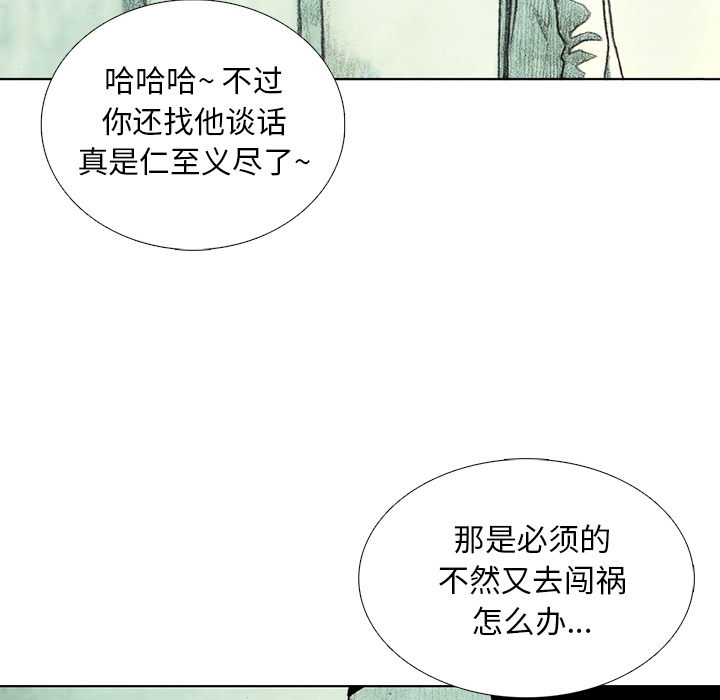 哈哈哈~ 不过
你还找他谈话
真是仁至义尽了~
那是必须的
不然又去闯祸
怎么办...